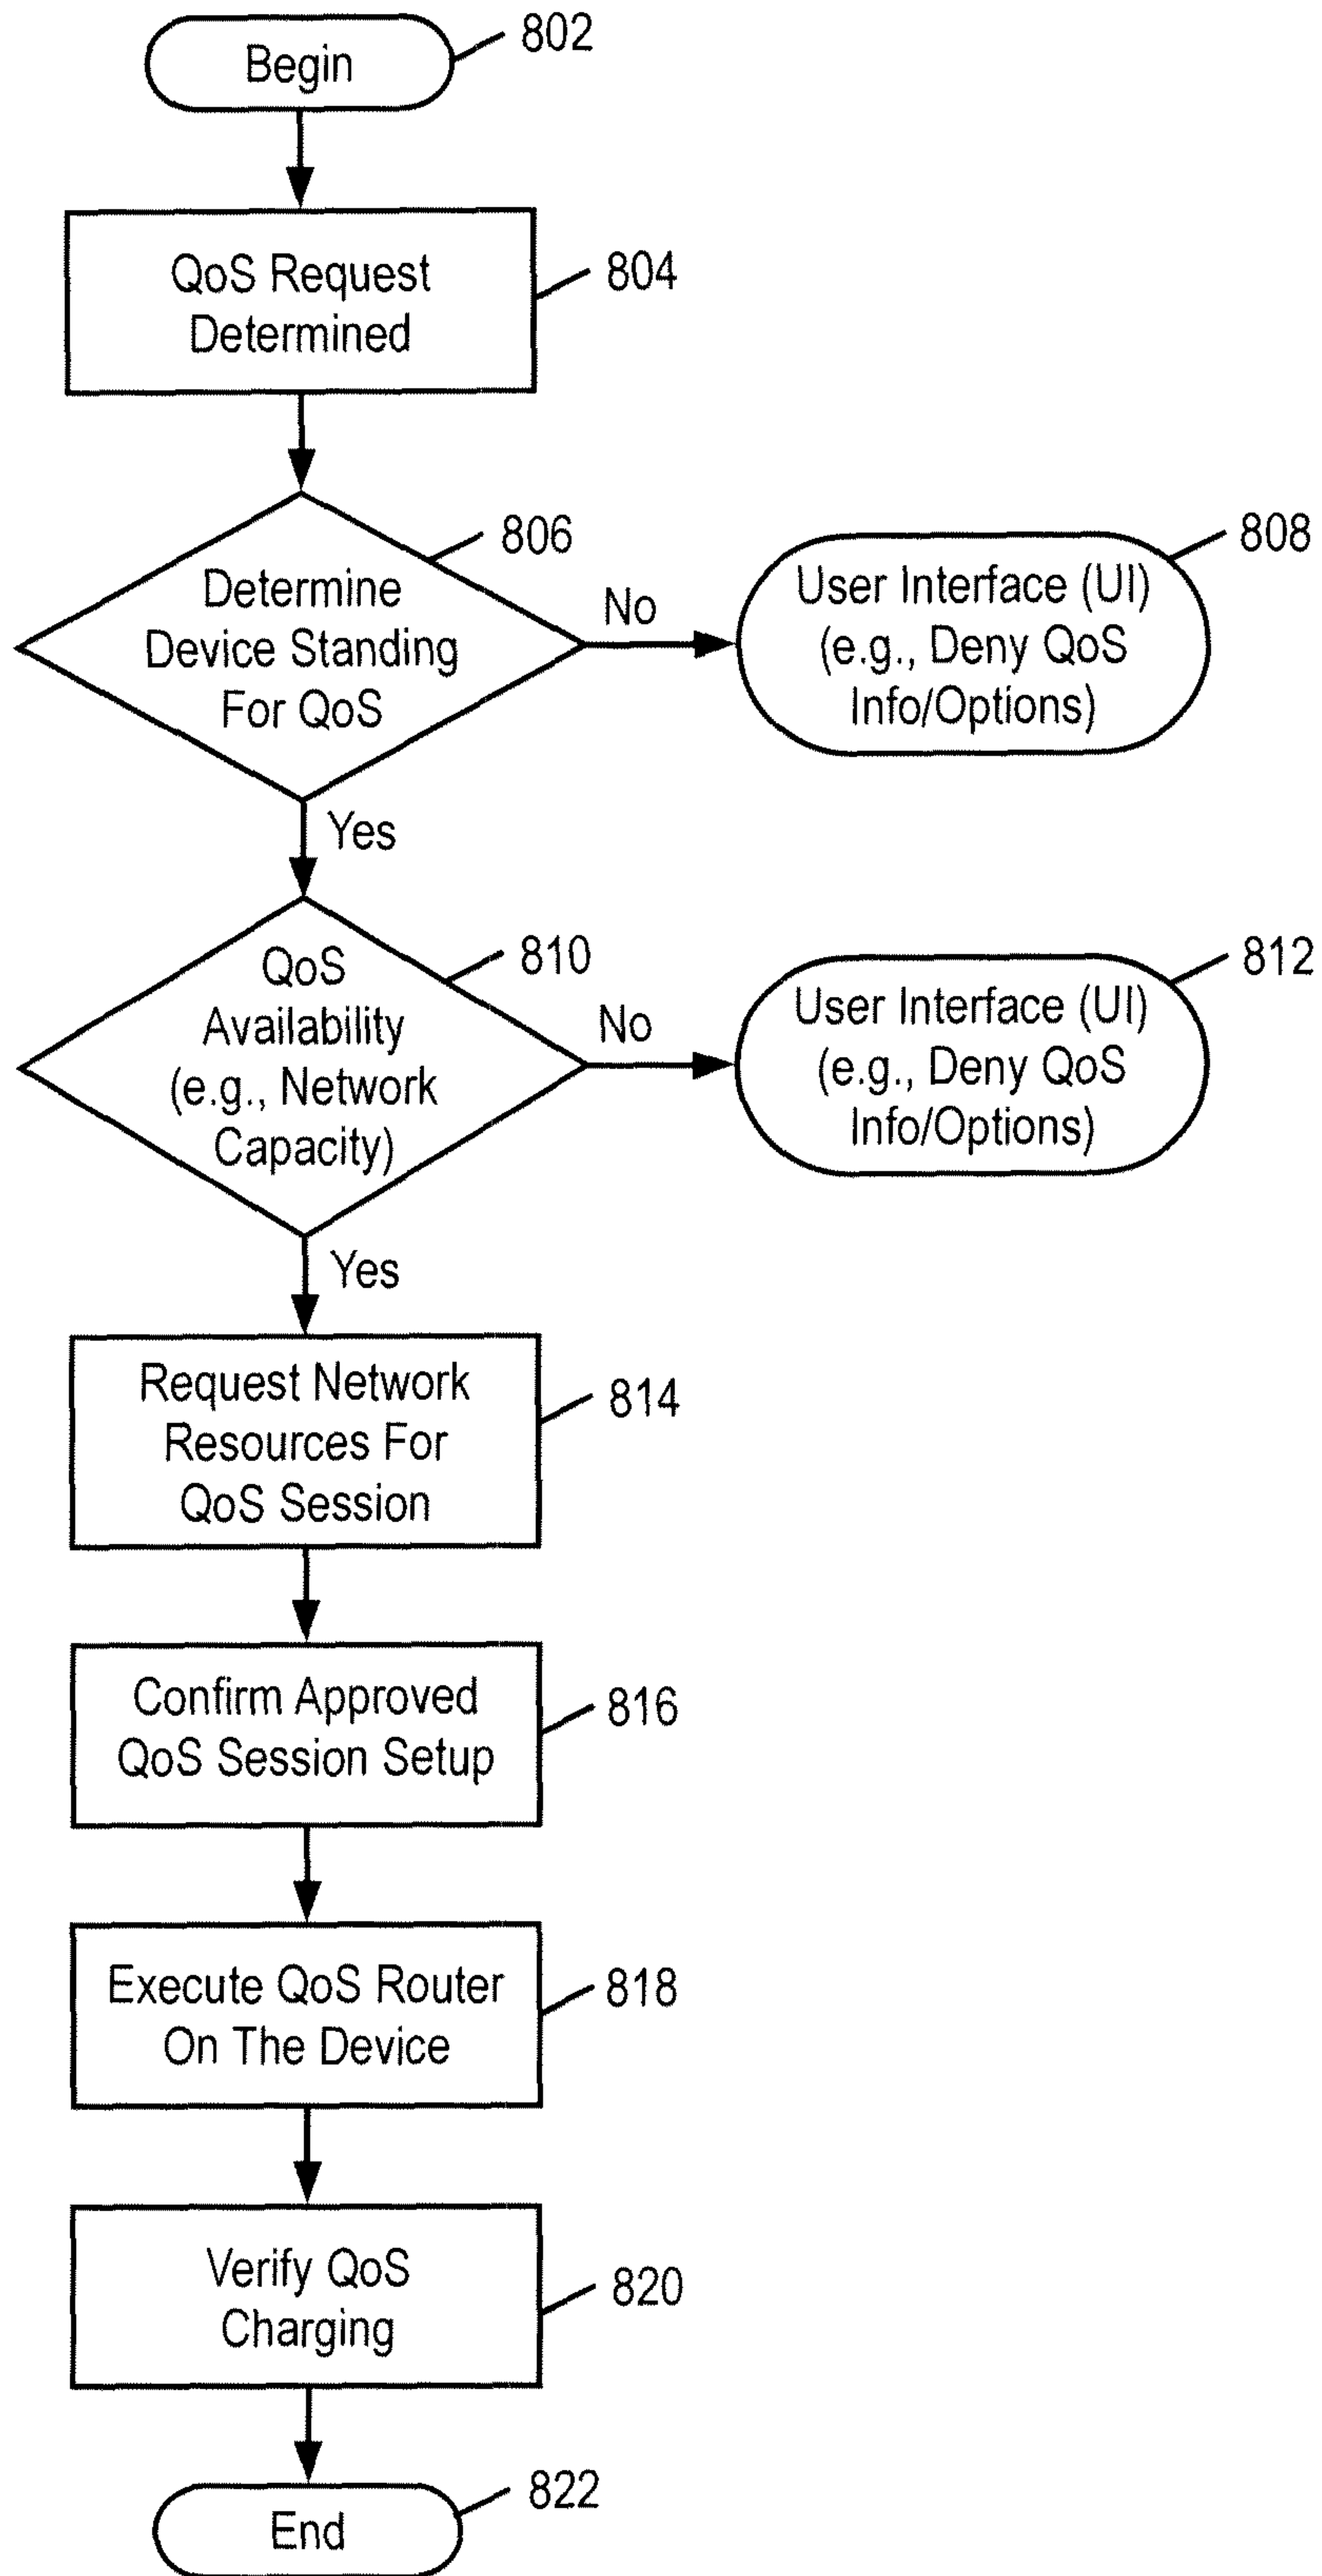 Begin
802
QoS Request
Determined
804
Determine
Device Standing
For QoS
806
No
User Interface (UI)
(e.g., Deny QoS
Info/Options)
808
Yes
QoS
Availability
(e.g., Network
Capacity)
810
No
User Interface (UI)
(e.g., Deny QoS
Info/Options)
812
Yes
Request Network
Resources For
QoS Session
814
Confirm Approved
QoS Session Setup
816
Execute QoS Router
On The Device
818
Verify QoS
Charging
820
End
822